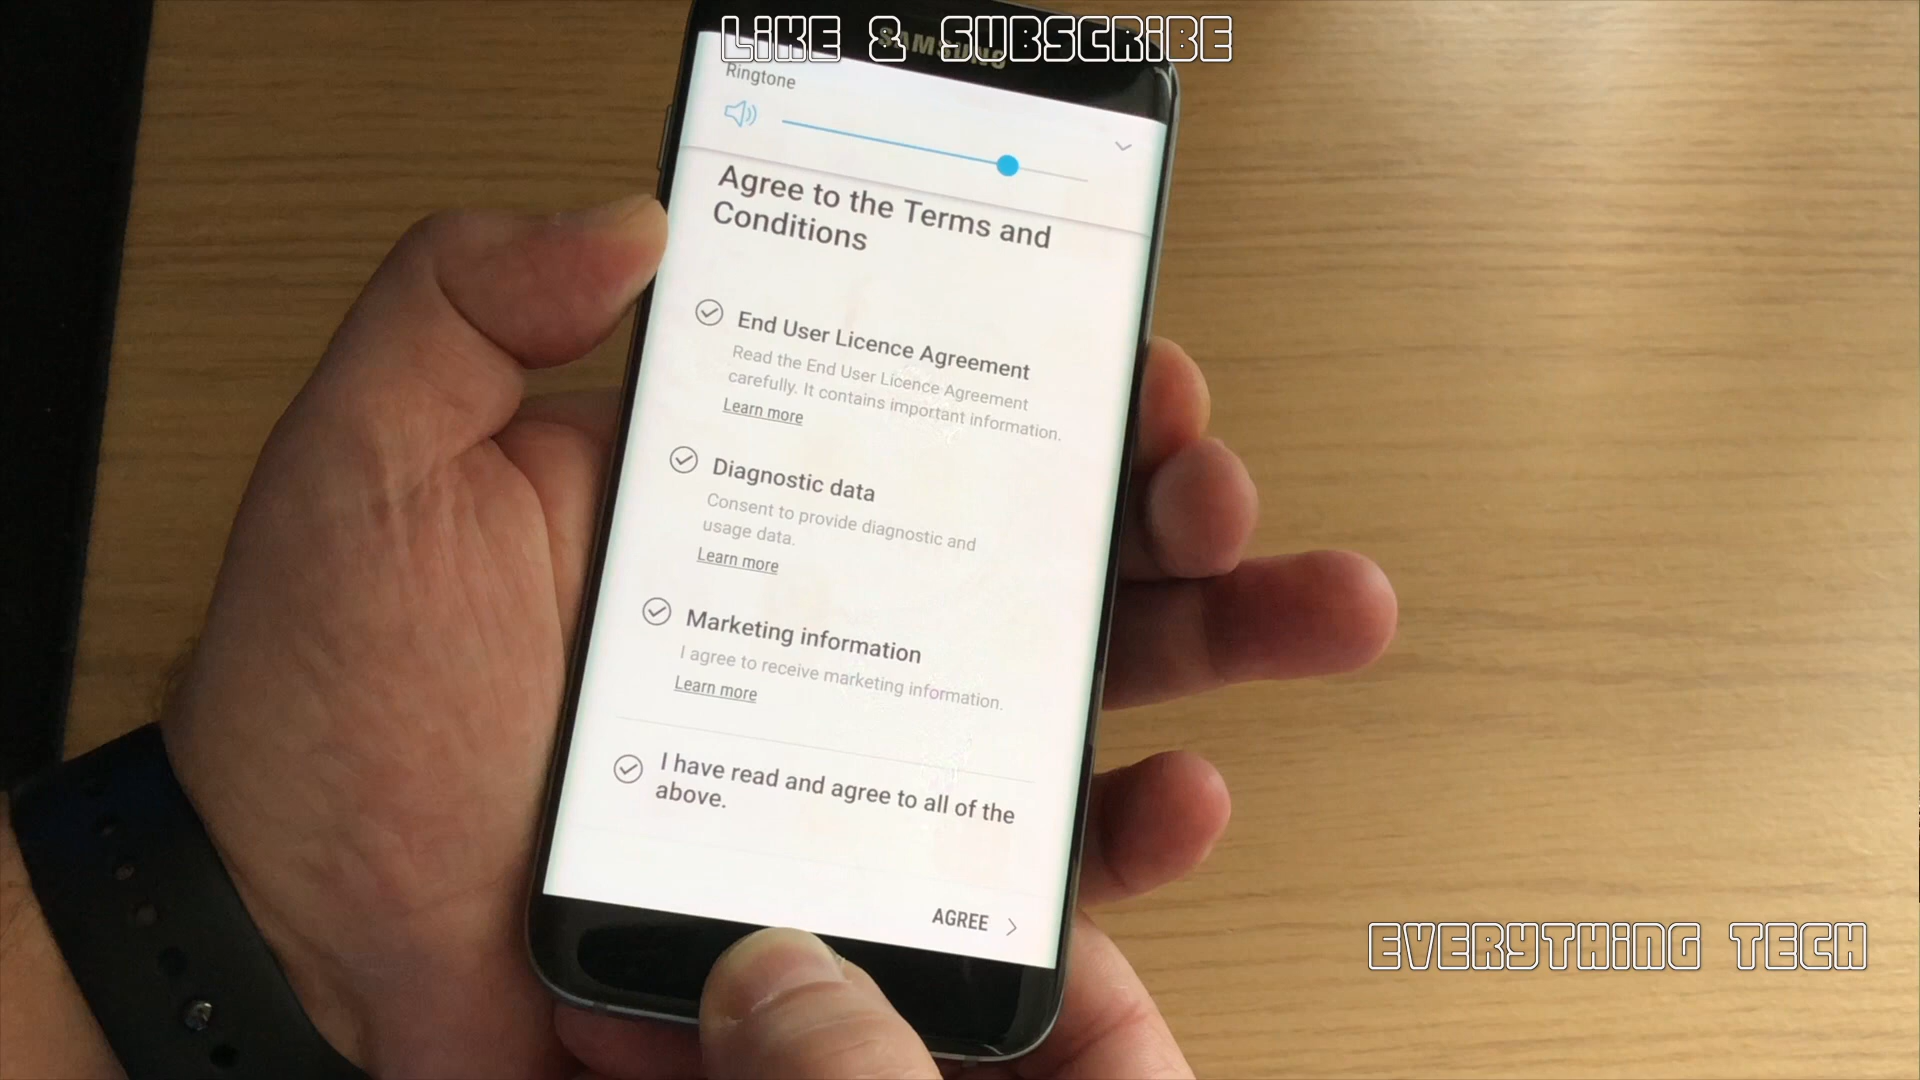 LIKE & SUBSCRIBE
SAMSUNG
Ringtone
Agree to the Terms and
Conditions
End User Licence Agreement
Read the End User Licence Agreement
carefully. It contains important information.
Learn more
Diagnostic data
Consent to provide diagnostic and
usage data.
Learn more
Marketing information
I agree to receive marketing information.
Learn more
I have read and agree to all of the
above.
AGREE
EVERYTHING TECH